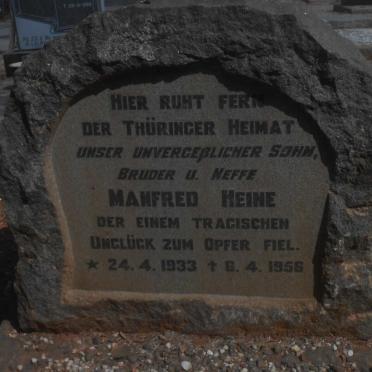 HIER RUHT FERN
DER THÜRINGER HEIMAT
UNSER UNVERGEßLICHER SOHN,
BRUDER U. NEFFE
MANFRED HEINE
DER EINEM TRAGISCHEN
UNGLÜCK ZUM OPFER FIEL.
* 24. 4. 1933 ✝ 6. 4. 1956